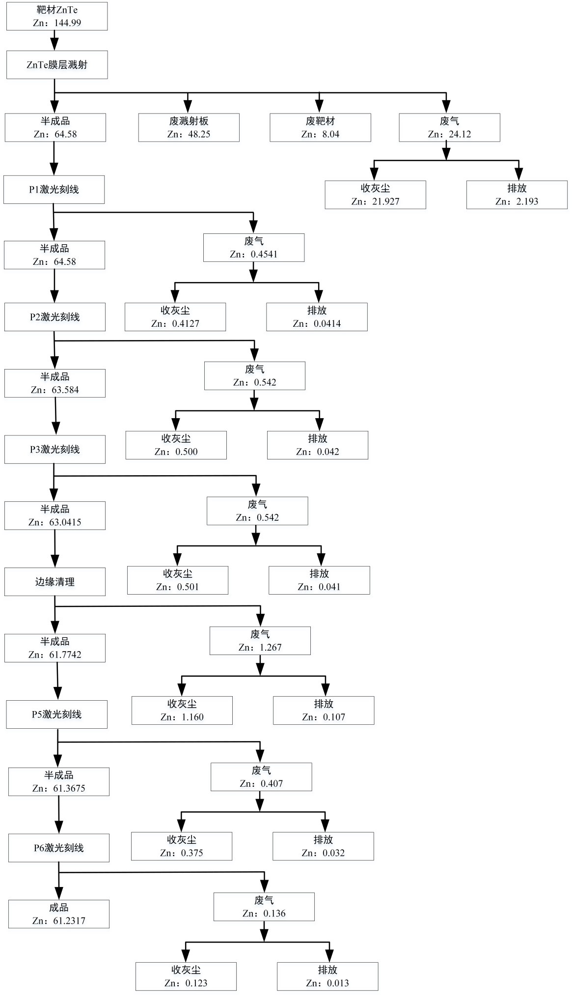 靶材ZnTe
Zn：144.99
ZnTe膜层溅射
半成品
Zn：64.58
废溅射板
Zn：48.25
废靶材
Zn：8.04
废气
Zn：24.12
收灰尘
Zn：21.927
排放
Zn：2.193
P1激光刻线
半成品
Zn：64.58
废气
Zn：0.4541
收灰尘
Zn：0.4127
排放
Zn：0.0414
P2激光刻线
半成品
Zn：63.584
废气
Zn：0.542
收灰尘
Zn：0.500
排放
Zn：0.042
P3激光刻线
半成品
Zn：63.0415
废气
Zn：0.542
收灰尘
Zn：0.501
排放
Zn：0.041
边缘清理
半成品
Zn：61.7742
废气
Zn：1.267
收灰尘
Zn：1.160
排放
Zn：0.107
P5激光刻线
半成品
Zn：61.3675
废气
Zn：0.407
收灰尘
Zn：0.375
排放
Zn：0.032
P6激光刻线
成品
Zn：61.2317
废气
Zn：0.136
收灰尘
Zn：0.123
排放
Zn：0.013